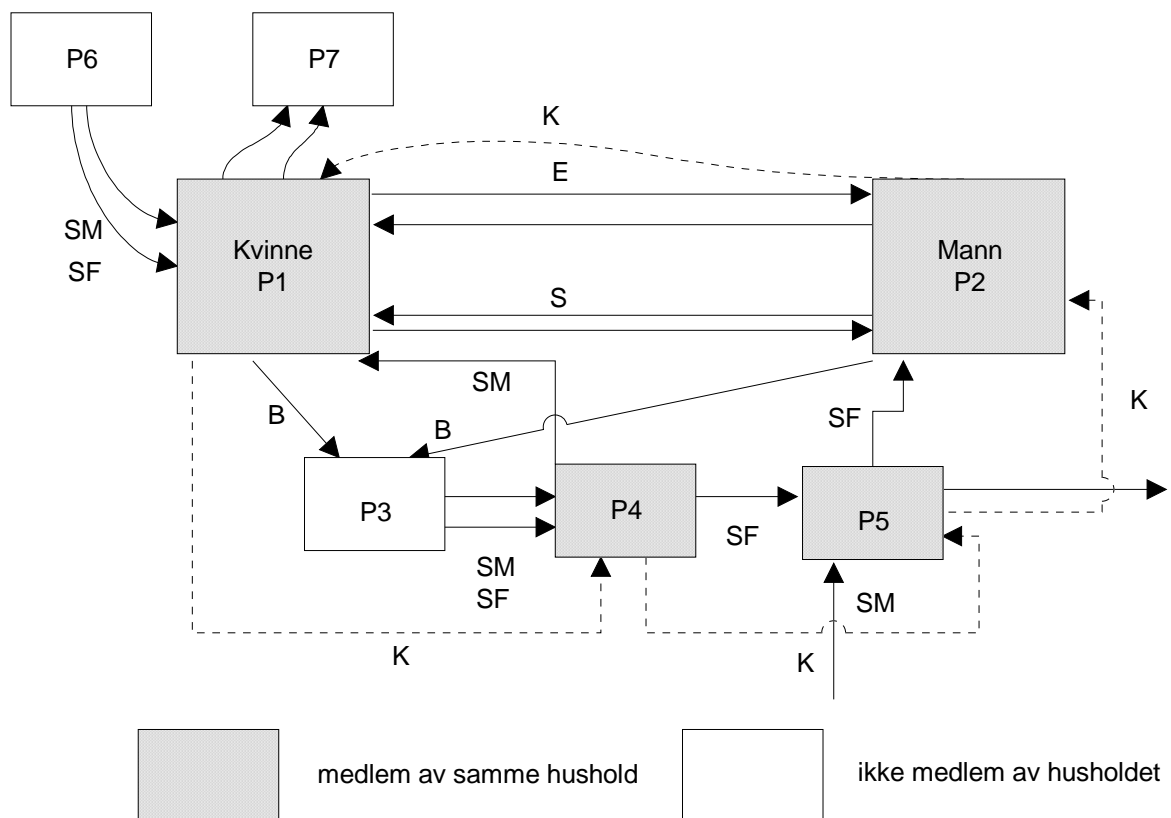 P6
P7
K
E
SM
SF
Kvinne
P1
Mann
P2
S
SM
K
B
B
SF
P3
P4
P5
SF
SM
SF
SM
K
K
medlem av samme hushold
ikke medlem av husholdet